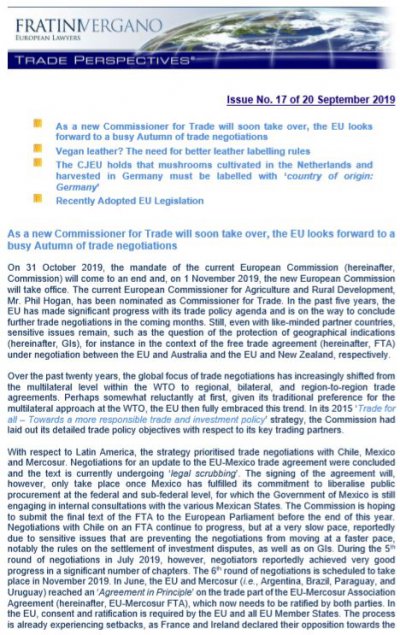 FRATINIVERGANO
EUROPEAN LAWYERS
TRADE PERSPECTIVES®
Issue No. 17 of 20 September 2019
As a new Commissioner for Trade will soon take over, the EU looks
forward to a busy Autumn of trade negotiations
Vegan leather? The need for better leather labelling rules
The CJEU holds that mushrooms cultivated in the Netherlands and
harvested in Germany must be labelled with ‘country of origin:
Germany’
Recently Adopted EU Legislation
As a new Commissioner for Trade will soon take over, the EU looks forward to a
busy Autumn of trade negotiations
On 31 October 2019, the mandate of the current European Commission (hereinafter,
Commission) will come to an end and, on 1 November 2019, the new European Commission
will take office. The current European Commissioner for Agriculture and Rural Development,
Mr. Phil Hogan, has been nominated as Commissioner for Trade. In the past five years, the
EU has made significant progress with its trade policy agenda and is on the way to conclude
further trade negotiations in the coming months. Still, even with like-minded partner countries,
sensitive issues remain, such as the question of the protection of geographical indications
(hereinafter, GIs), for instance in the context of the free trade agreement (hereinafter, FTA)
under negotiation between the EU and Australia and the EU and New Zealand, respectively.
Over the past twenty years, the global focus of trade negotiations has increasingly shifted from
the multilateral level within the WTO to regional, bilateral, and region-to-region trade
agreements. Perhaps somewhat reluctantly at first, given its traditional preference for the
multilateral approach at the WTO, the EU then fully embraced this trend. In its 2015 ‘Trade for
all – Towards a more responsible trade and investment policy’ strategy, the Commission had
laid out its detailed trade policy objectives with respect to its key trading partners.
With respect to Latin America, the strategy prioritised trade negotiations with Chile, Mexico
and Mercosur. Negotiations for an update to the EU-Mexico trade agreement were concluded
and the text is currently undergoing ‘legal scrubbing’. The signing of the agreement will,
however, only take place once Mexico has fulfilled its commitment to liberalise public
procurement at the federal and sub-federal level, for which the Government of Mexico is still
engaging in internal consultations with the various Mexican States. The Commission is hoping
to submit the final text of the FTA to the European Parliament before the end of this year.
Negotiations with Chile on an FTA continue to progress, but at a very slow pace, reportedly
due to sensitive issues that are preventing the negotiations from moving at a faster pace,
notably the rules on the settlement of investment disputes, as well as on GIs. During the 5th
round of negotiations in July 2019, however, negotiators reportedly achieved very good
progress in a significant number of chapters. The 6th round of negotiations is scheduled to take
place in November 2019. In June, the EU and Mercosur (i.e., Argentina, Brazil, Paraguay, and
Uruguay) reached an ‘Agreement in Principle’ on the trade part of the EU-Mercosur Association
Agreement (hereinafter, EU-Mercosur FTA), which now needs to be ratified by both parties. In
the EU, consent and ratification is required by the EU and all EU Member States. The process
is already experiencing setbacks, as France and Ireland declared their opposition towards the